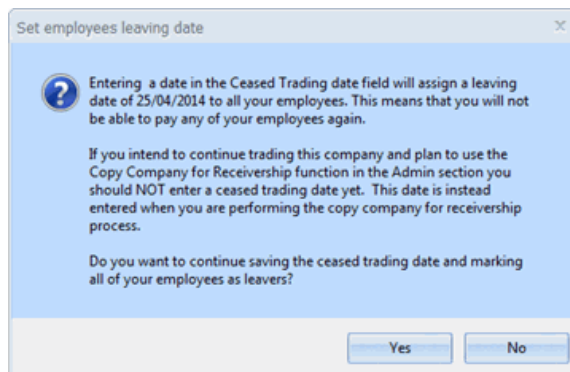 Set employees leaving date
Entering a date in the Ceased Trading date field will assign a leaving
date of 25/04/2014 to all your employees. This means that you will not
be able to pay any of your employees again.
If you intend to continue trading this company and plan to use the
Copy Company for Receivership function in the Admin section you
should NOT enter a ceased trading date yet. This date is instead
entered when you are performing the copy company for receivership
process.
Do you want to continue saving the ceased trading date and marking
all of your employees as leavers?
Yes No